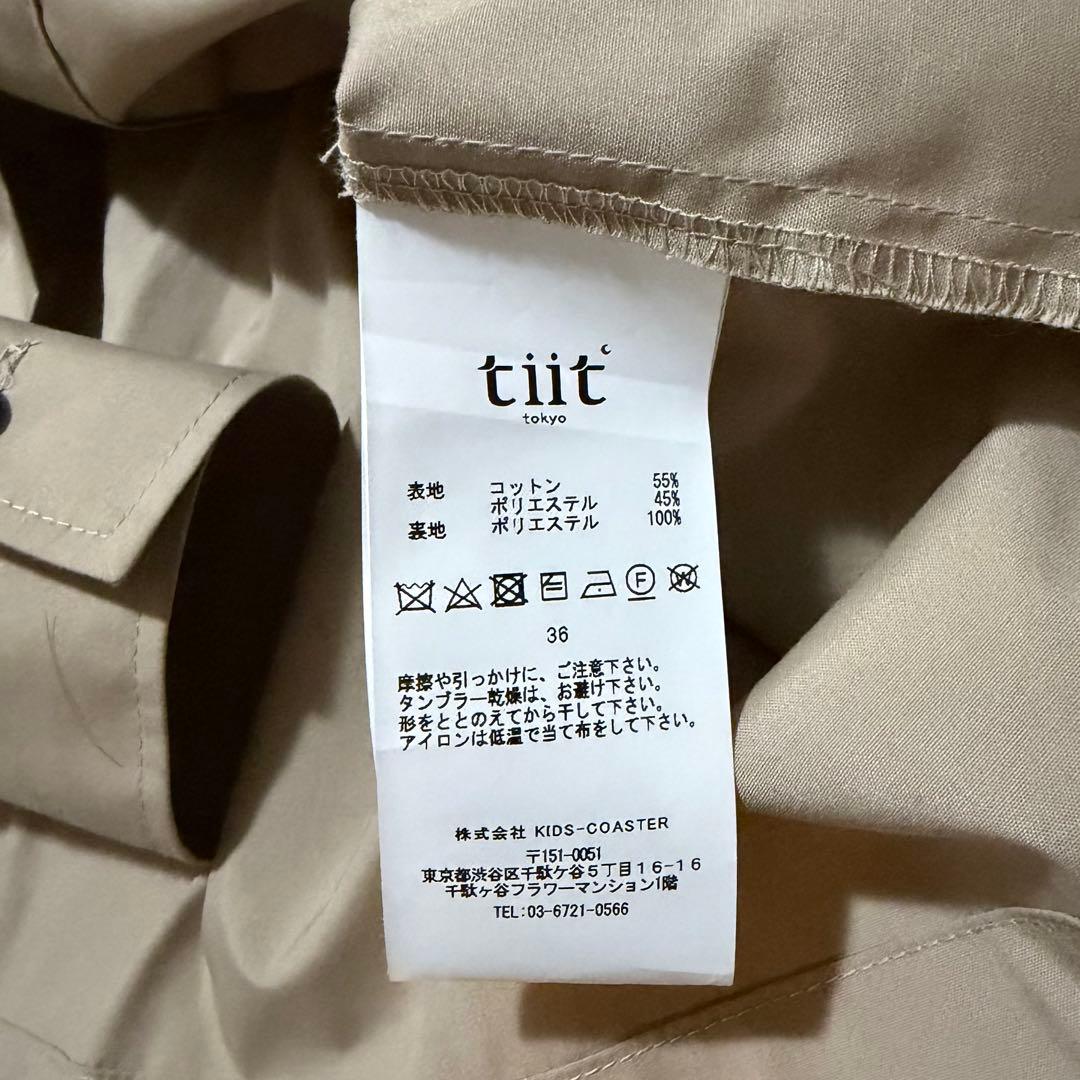 tiit
tokyo
表地 コットン 55%
ポリエステル 45%
裏地 ポリエステル 100%
F W
36
摩擦や引っかけに、ご注意下さい。
タンブラー乾燥は、お避け下さい。
形をととのえてから干して下さい。
アイロンは低温で当て布をして下さい。
株式会社 KIDS-COASTER
〒151-0051
東京都渋谷区千駄ケ谷5丁目16-16
千駄ヶ谷フラワーマンション1階
TEL:03-6721-0566